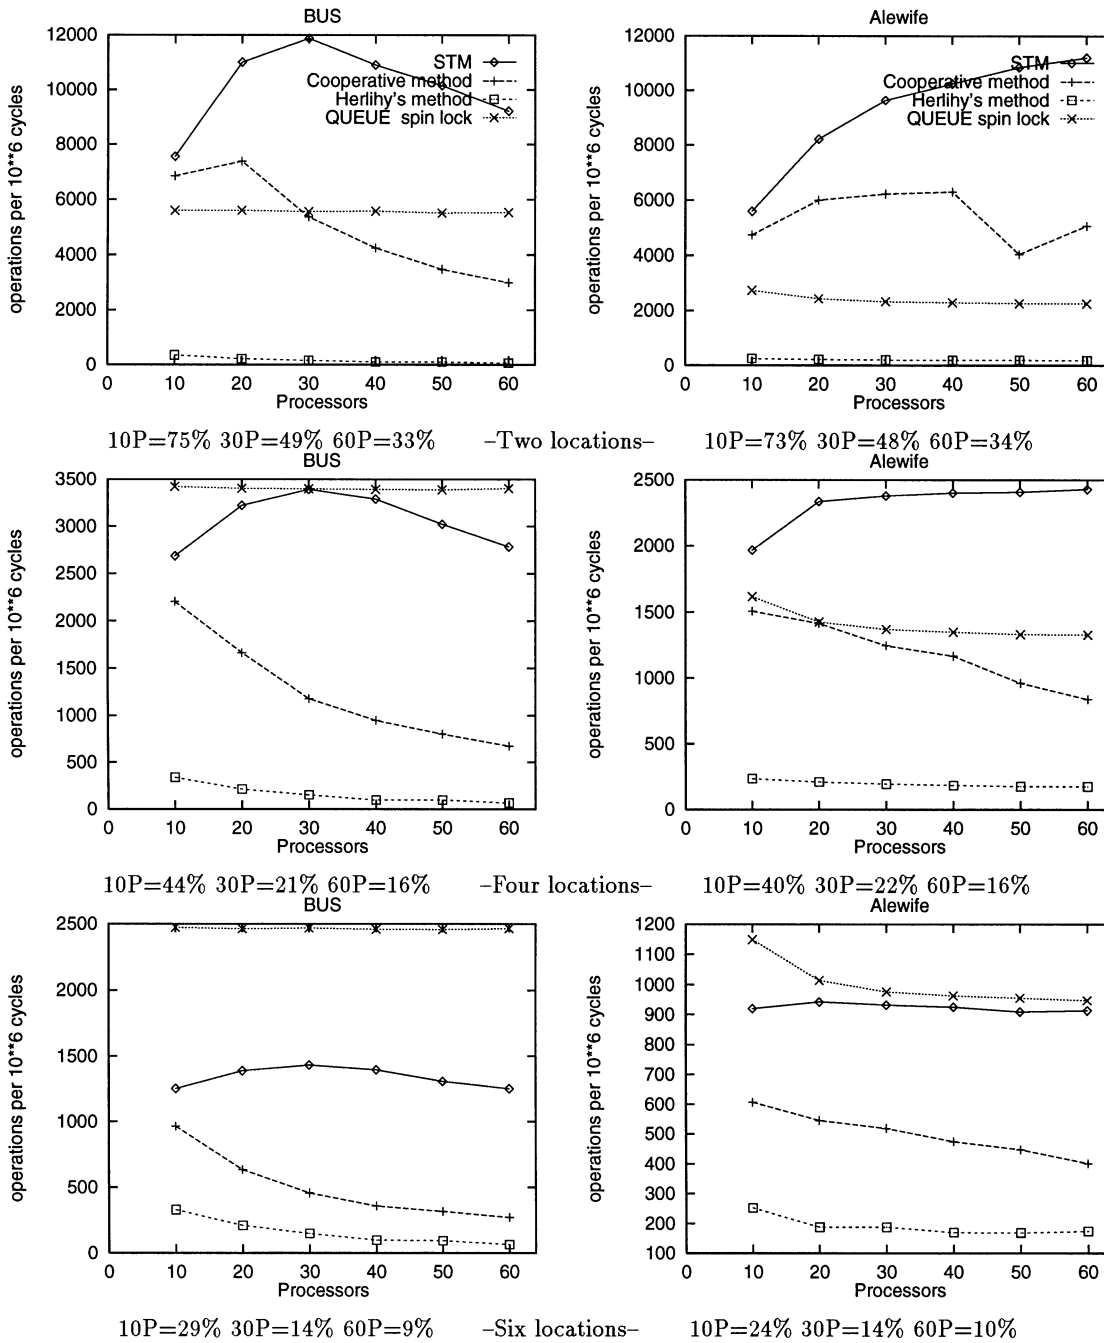 BUS
operations per 10**6 cycles
12000
10000
8000
6000
4000
2000
0
STM
Cooperative method
Herlihy's method
QUEUE spin lock
0 10 20 30 40 50 60
Processors
Alewife
operations per 10**6 cycles
12000
10000
8000
6000
4000
2000
0
STM
Cooperative method
Herlihy's method
QUEUE spin lock
0 10 20 30 40 50 60
Processors
10P=75% 30P=49% 60P=33% –Two locations– 10P=73% 30P=48% 60P=34%
BUS
operations per 10**6 cycles
3500
3000
2500
2000
1500
1000
500
0
0 10 20 30 40 50 60
Processors
Alewife
operations per 10**6 cycles
2500
2000
1500
1000
500
0
0 10 20 30 40 50 60
Processors
10P=44% 30P=21% 60P=16% –Four locations– 10P=40% 30P=22% 60P=16%
BUS
operations per 10**6 cycles
2500
2000
1500
1000
500
0
0 10 20 30 40 50 60
Processors
Alewife
operations per 10**6 cycles
1200
1100
1000
900
800
700
600
500
400
300
200
100
0 10 20 30 40 50 60
Processors
10P=29% 30P=14% 60P=9% –Six locations– 10P=24% 30P=14% 60P=10%